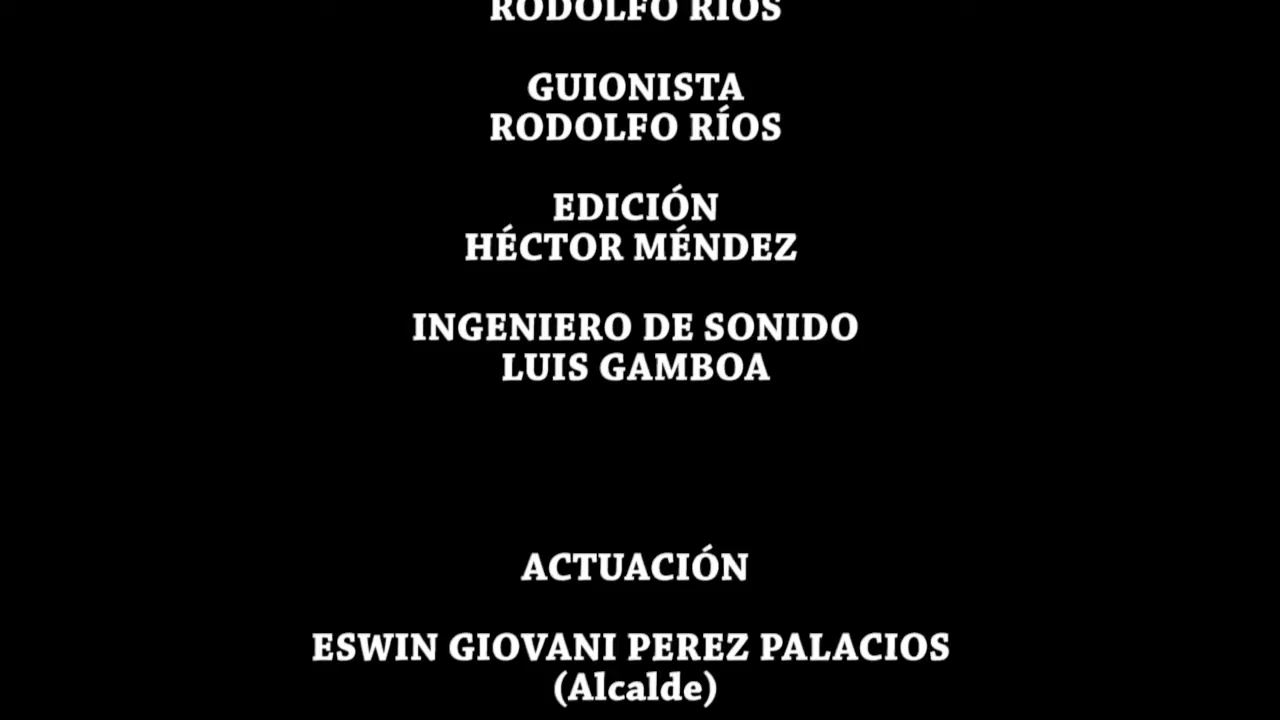 RODOLFO RÍOS
GUIONISTA
RODOLFO RÍOS
EDICIÓN
HÉCTOR MÉNDEZ
INGENIERO DE SONIDO
LUIS GAMBOA
ACTUACIÓN
ESWIN GIOVANI PEREZ PALACIOS
(Alcalde)